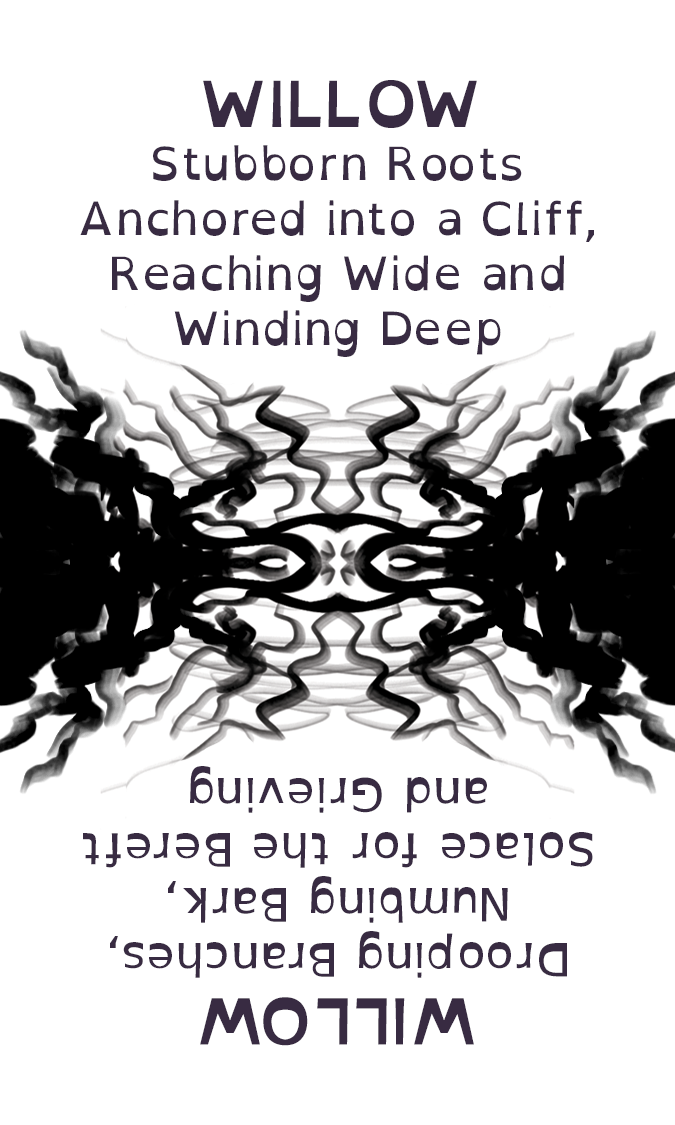 WILLOW
Stubborn Roots
Anchored into a Cliff,
Reaching Wide and
Winding Deep
WILLOW
Drooping Branches,
Numbing Bark,
Solace for the Bereft
and Grieving